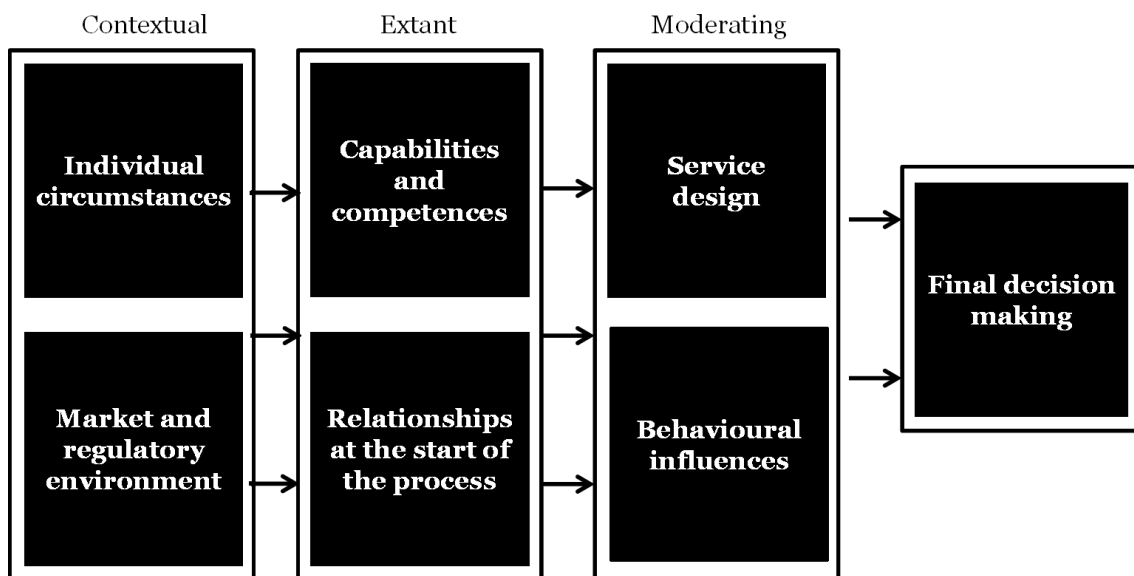 Contextual
Extant
Moderating
Individual
circumstances
Capabilities
and
competences
Service
design
Final decision
making
Market and
regulatory
environment
Relationships
at the start of
the process
Behavioural
influences